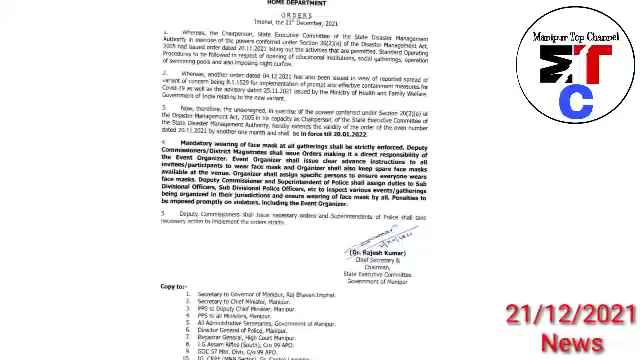 HOME DEPARTMENT
ORDERS
Imphal, the 21st December, 2021
1. Whereas, the Chairperson, State Executive Committee of the State Disaster Management
Authority in exercise of the powers conferred under Section 20(2)(a) of the Disaster Management Act,
2005 had issued order dated 20.11.2021 listing out the activities that are permitted, Standard Operating
Procedures to be followed in respect of opening of educational institutions, social gatherings, operation
of swimming pools and also imposing night curfew.
2. Whereas, another order dated 04.12.2021 has also been issued in view of reported spread of
variant of concern being B.1.1529 for implementation of prompt and effective containment measures for
Covid-19 as well as the advisory dated 25.11.2021 issued by the Ministry of Health and Family Welfare,
Government of India relating to the new variant.
3. Now, therefore, the undersigned, in exercise of the power conferred under Section 20(2)(a) of
the Disaster Management Act, 2005 in his capacity as Chairperson, of the State Executive Committee of
the State Disaster Management Authority, hereby extends the validity of the order of the even number
dated 20.11.2021 by another one month and shall be in force till 20.01.2022.
4. Mandatory wearing of face mask at all gatherings shall be strictly enforced. Deputy
Commissioners/District Magistrates shall issue Orders making it a direct responsibility of
the Event Organizer. Event Organizer shall issue clear advance instructions to all
invitees/participants to wear face mask and Organizer shall also keep spare face masks
available at the venue. Organizer shall assign specific persons to ensure everyone wears
face masks. Deputy Commissioner and Superintendent of Police shall assign duties to Sub
Divisional Officers, Sub Divisional Police Officers, etc to inspect various events/gatherings
being organized in their jurisdictions and ensure wearing of face mask by all. Penalties to
be imposed promptly on violators, including the Event Organizer.
5 Deputy Commissioners shall issue necessary orders and Superintendents of Police shall take
necessary action to implement the orders strictly.
(Dr. Rajesh Kumar)
Chief Secretary &
Chairman,
State Executive Committee
Government of Manipur
Copy to:
1. Secretary to Governor of Manipur, Raj Bhavan Imphal.
2. Secretary to Chief Minister, Manipur.
3. PPS to Deputy Chief Minister, Manipur.
4. PPS to all Ministers, Manipur.
5. All Administrative Secretaries, Government of Manipur.
6. Director General of Police, Manipur.
7. Registrar General, High Court Manipur.
8. I.G Assam Rifles (South), C/o 99 APO
9. GOC 57 Mtn. Divn, C/o 99 APO.
10. IG, CRPF (M&N Sector)
Manipur Top Channel
M T
C
21/12/2021
News